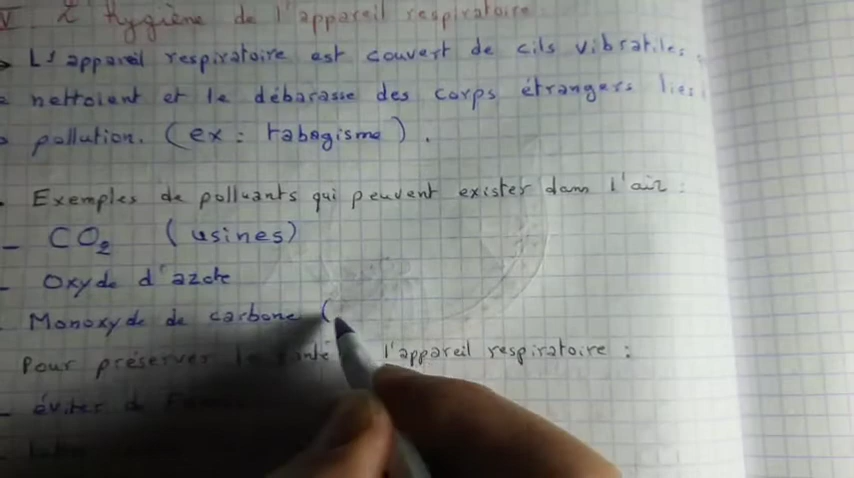 V. L'Hygiène de l'appareil respiratoire
L'appareil respiratoire est couvert de cils vibratiles,
nettoient et le débarasse des corps étrangers lies
pollution. (ex : tabagisme).
Exemples de polluants qui peuvent exister dans l'air :
- CO2 (usines)
- Oxyde d'azote
- Monoxyde de carbone (
Pour préserver l'appareil respiratoire :
- éviter